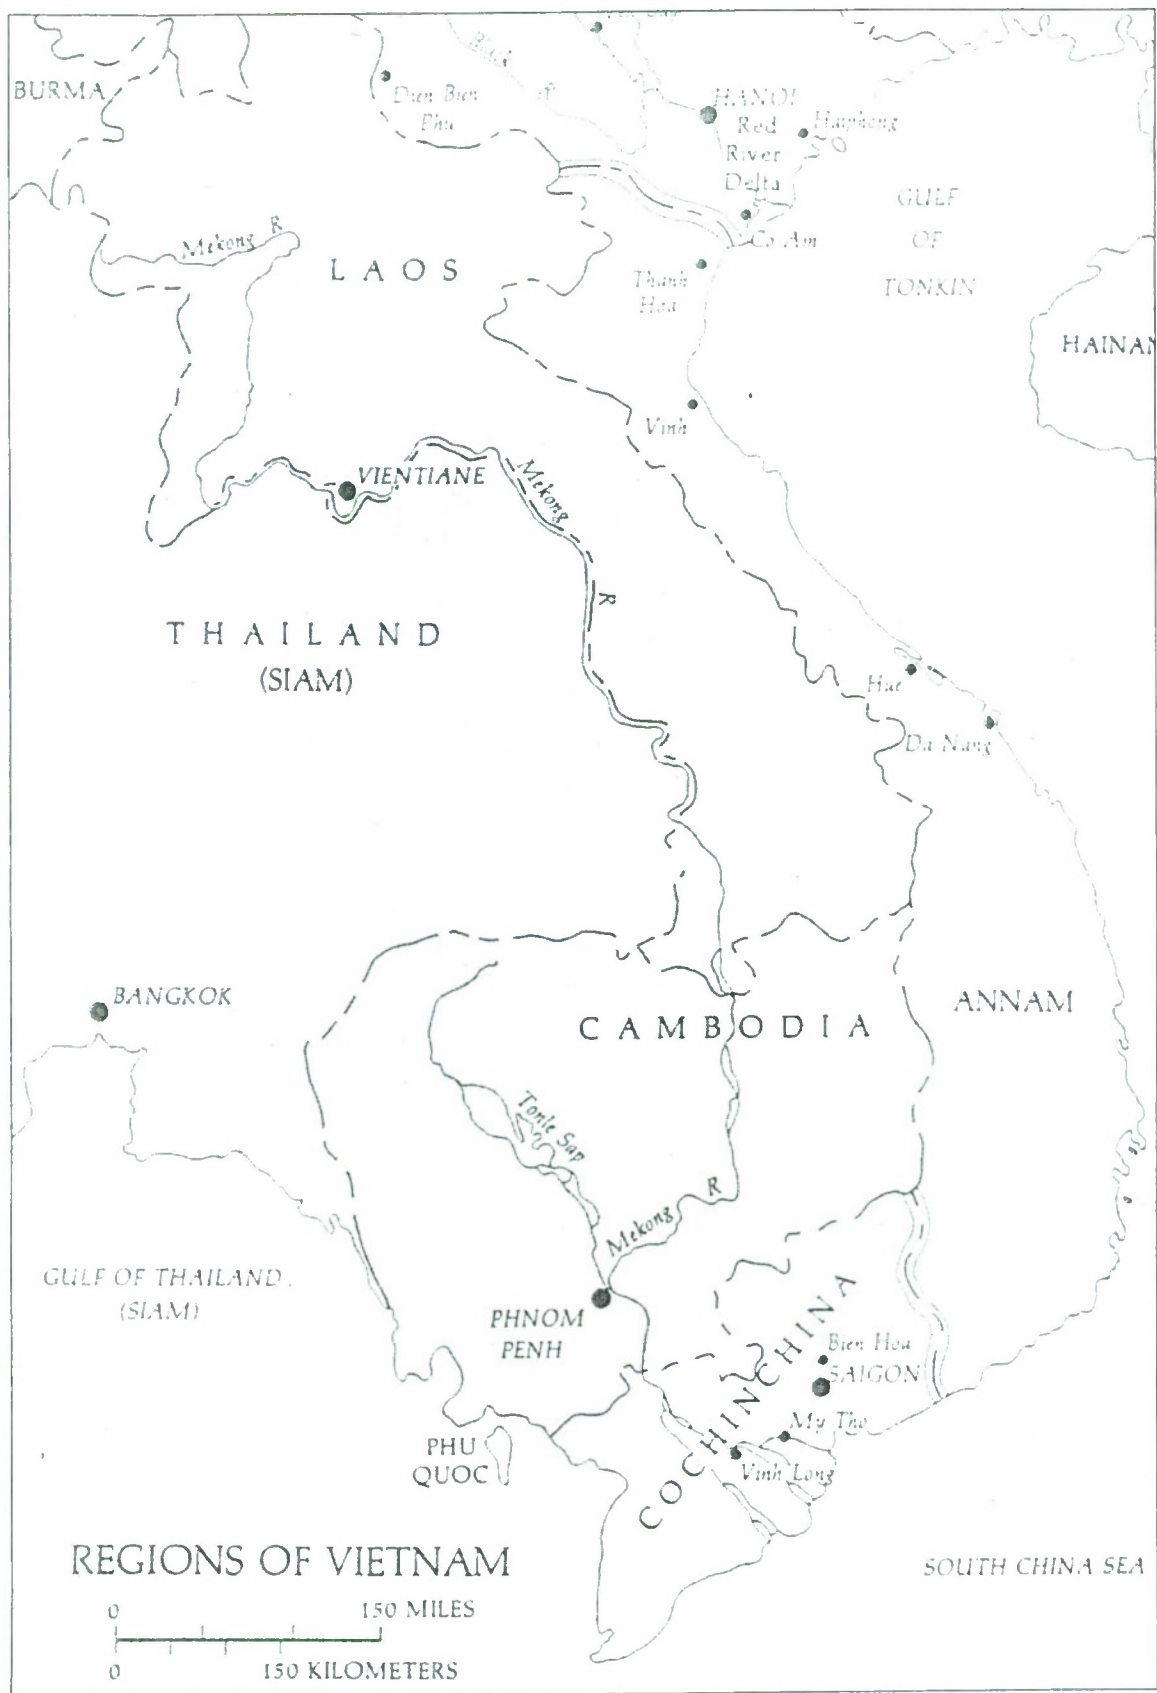 BURMA
Dien Bien
Phu
Black
R
HANOI
Red
River
Delta
Haiphong
Co Am
GULF
OF
TONKIN
Mekong R
LAOS
Thanh
Hoa
HAINAN
Vinh
VIENTIANE
Mekong
R
THAILAND
(SIAM)
Hue
Da Nang
BANGKOK
CAMBODIA
ANNAM
Tonle Sap
Mekong R
GULF OF THAILAND
(SIAM)
PHNOM
PENH
COCHINCHINA
Bien Hoa
SAIGON
My Tho
Vinh Long
PHU
QUOC
REGIONS OF VIETNAM
SOUTH CHINA SEA
0 150 MILES
0 150 KILOMETERS